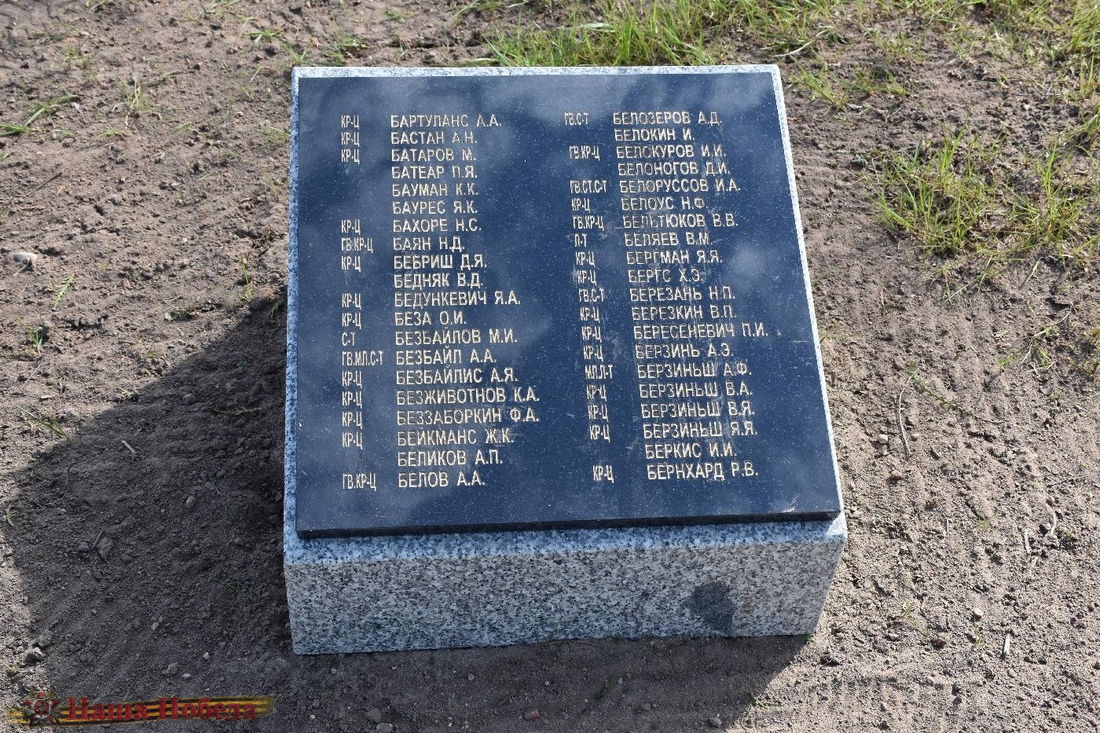 КР-Ц БАРТУЛАНС А.А.
КР-Ц БАСТАН А.Н.
КР-Ц БАТАРОВ М.
БАТЕАР П.Я.
БАУМАН К.К.
БАУРЕС Я.К.
КР-Ц БАХОРЕ Н.С.
ГВ.КР-Ц БАЯН Н.Д.
КР-Ц БЕБРИШ Д.Я.
БЕДНЯК В.Д.
КР-Ц БЕДУНКЕВИЧ Я.А.
КР-Ц БЕЗА О.И.
С-Т БЕЗБАЙЛОВ М.И.
ГВ.МЛ.С-Т БЕЗБАЙЛ А.А.
КР-Ц БЕЗБАЙЛИС А.Я.
КР-Ц БЕЗЖИВОТНОВ К.А.
КР-Ц БЕЗЗАБОРКИН Ф.А.
КР-Ц БЕЙКМАНС Ж.К.
БЕЛИКОВ А.П.
ГВ.КР-Ц БЕЛОВ А.А.
ГВ.С-Т БЕЛОЗЕРОВ А.Д.
БЕЛОКИН И.
ГВ.КР-Ц БЕЛОКУРОВ И.И.
БЕЛОНОГОВ Д.И.
ГВ.СТ.С-Т БЕЛОРУССОВ И.А.
КР-Ц БЕЛОУС Н.Ф.
ГВ.КР-Ц БЕЛЬТЮКОВ В.В.
Л-Т БЕЛЯЕВ В.М.
КР-Ц БЕРГМАН Я.Я.
КР-Ц БЕРГС Х.Э.
ГВ.С-Т БЕРЕЗАНЬ Н.П.
КР-Ц БЕРЕЗКИН В.П.
КР-Ц БЕРЕСЕНЕВИЧ П.И.
КР-Ц БЕРЗИНЬ А.Э.
МЛ.Л-Т БЕРЗИНЬШ А.Ф.
КР-Ц БЕРЗИНЬШ В.А.
КР-Ц БЕРЗИНЬШ В.Я.
КР-Ц БЕРЗИНЬШ Я.Я.
БЕРКИС И.И.
КР-Ц БЕРНХАРД Р.В.
Наша Победа